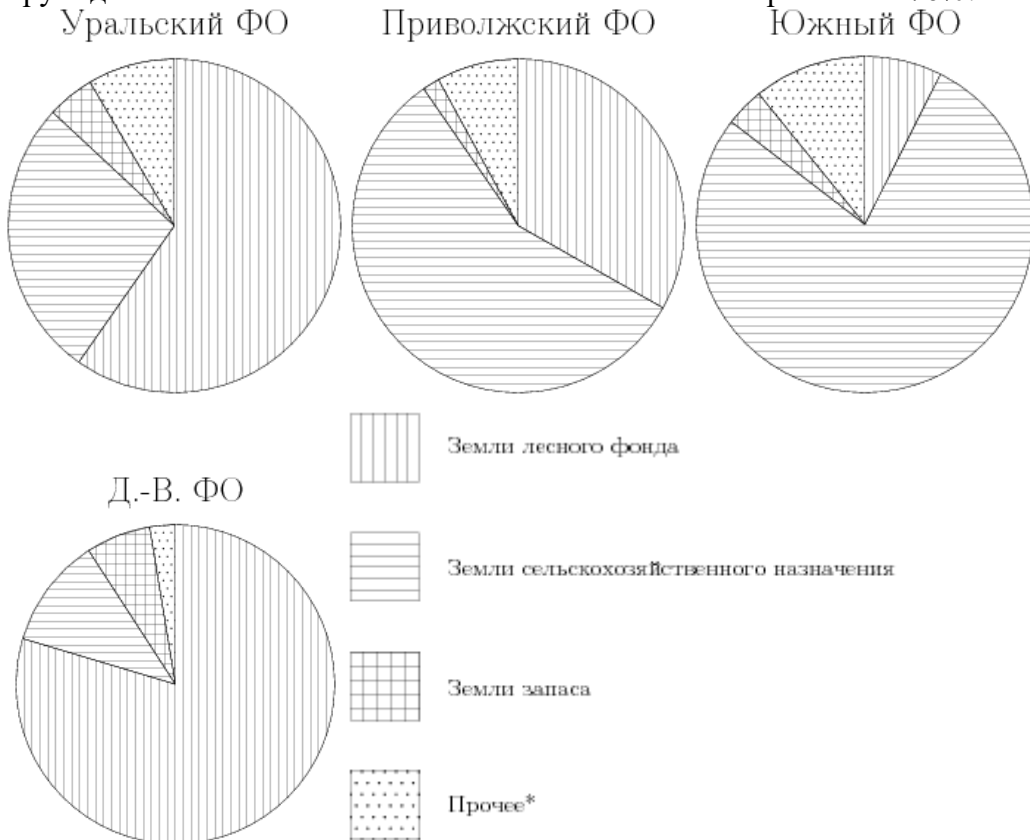 Уральский ФО
Приволжский ФО
Южный ФО
Земли лесного фонда
Д.-В. ФО
Земли сельскохозяйственного назначения
Земли запаса
Прочее*